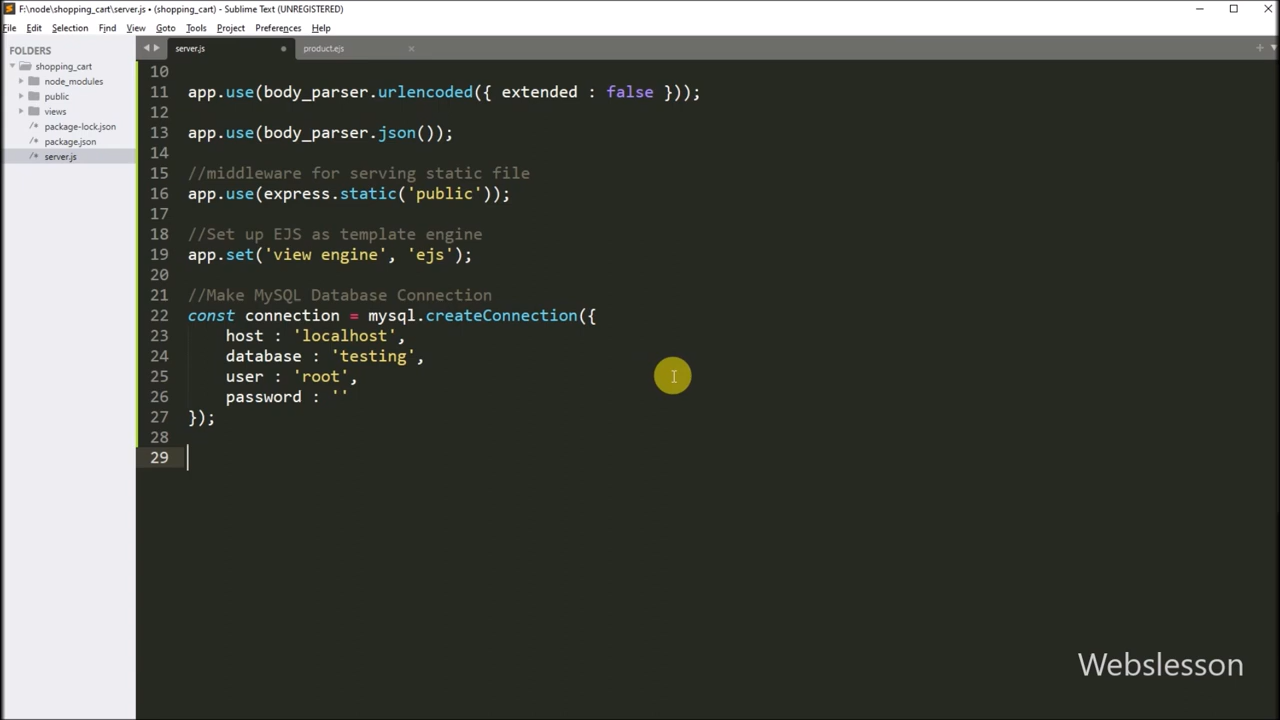 F:\node\shopping_cart\server.js • (shopping_cart) - Sublime Text (UNREGISTERED)
File Edit Selection Find View Goto Tools Project Preferences Help
FOLDERS
shopping_cart
node_modules
public
views
package-lock.json
package.json
server.js
server.js product.ejs
10
11 app.use(body_parser.urlencoded({ extended : false }));
12
13 app.use(body_parser.json());
14
15 //middleware for serving static file
16 app.use(express.static('public'));
17
18 //Set up EJS as template engine
19 app.set('view engine', 'ejs');
20
21 //Make MySQL Database Connection
22 const connection = mysql.createConnection({
23 host : 'localhost',
24 database : 'testing',
25 user : 'root',
26 password : ''
27 });
28
29
Webslesson